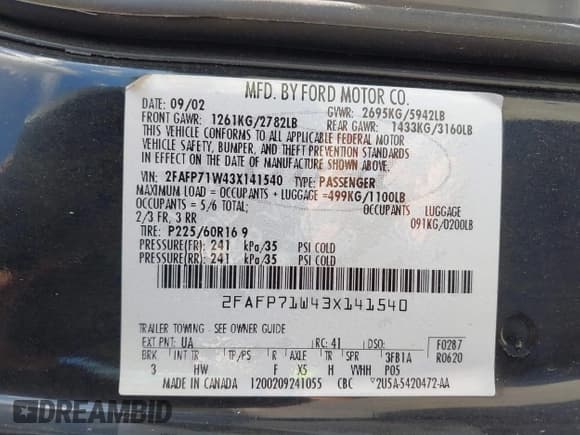 MFD. BY FORD MOTOR CO.
DATE: 09/02 GVWR: 2695KG/5942LB
FRONT GAWR: 1261KG/2782LB REAR GAWR: 1433KG/3160LB
THIS VEHICLE CONFORMS TO ALL APPLICABLE FEDERAL MOTOR
VEHICLE SAFETY, BUMPER, AND THEFT PREVENTION STANDARDS
IN EFFECT ON THE DATE OF MANUFACTURE SHOWN ABOVE.
VIN: 2FAFP71W43X141540 TYPE: PASSENGER
MAXIMUM LOAD = OCCUPANTS + LUGGAGE =499KG/1100LB
OCCUPANTS = 5/6 TOTAL OCCUPANTS LUGGAGE
2/3 FR, 3 RR 091KG/0200LB
TIRE: P225/60R16 9
PRESSURE(FR): 241 kPa/35 PSI COLD
PRESSURE(RR): 241 kPa/35 PSI COLD
2FAFP71W43X141540
TRAILER TOWING - SEE OWNER GUIDE
EXT PNT: UA RC: 41 DSO: F0287
BRK INT TR TP/PS R AXLE TR SPR 3FB1A R0620
3 HW F X5 H VVHH P05
MADE IN CANADA 1200209241055 CBC 2U5A-5420472-AA
DREAMBID